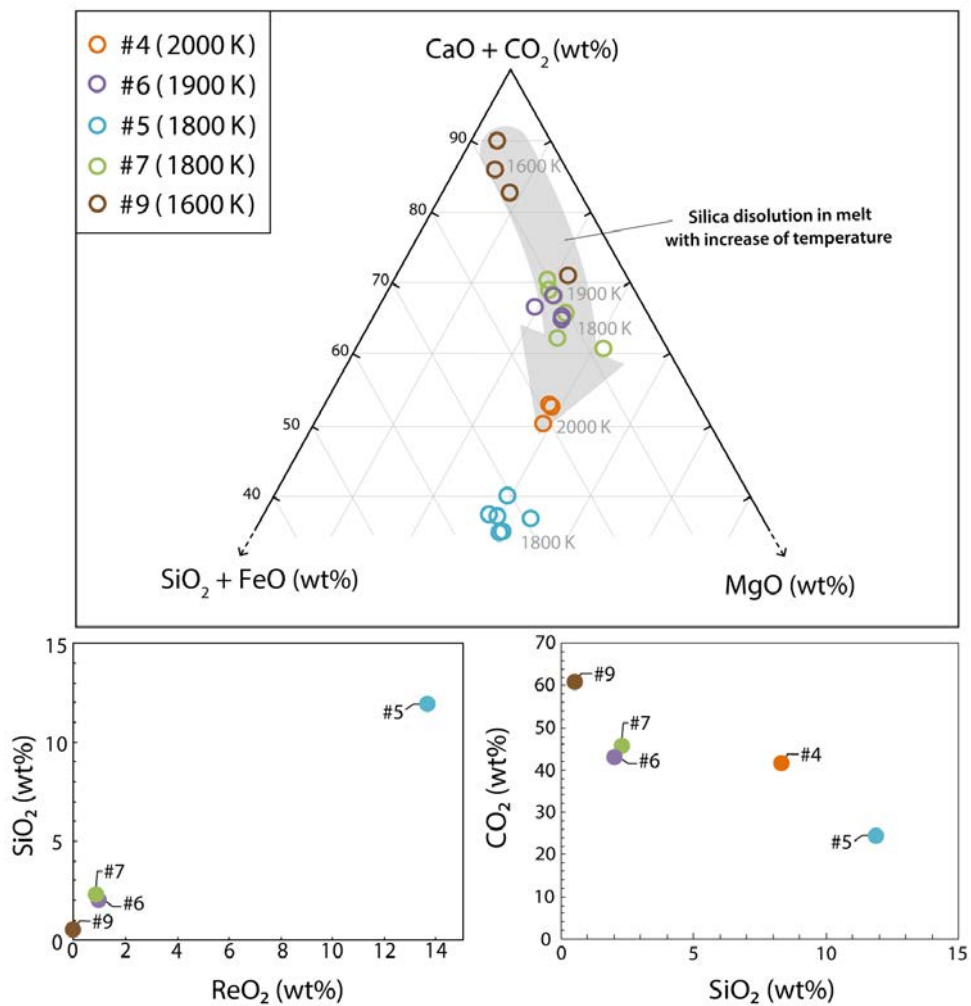 #4 (2000 K)
#6 (1900 K)
#5 (1800 K)
#7 (1800 K)
#9 (1600 K)
CaO + CO₂ (wt%)
90
1600 K
80
Silica disolution in melt
with increase of temperature
70
1900 K
1800 K
60
2000 K
50
40
1800 K
SiO₂ + FeO (wt%)
MgO (wt%)
15
10
5
0
SiO₂ (wt%)
#5
#7
#6
#9
0 2 4 6 8 10 12 14
ReO₂ (wt%)
70
60
50
40
30
20
10
0
CO₂ (wt%)
#9
#7
#6
#4
#5
0 5 10 15
SiO₂ (wt%)